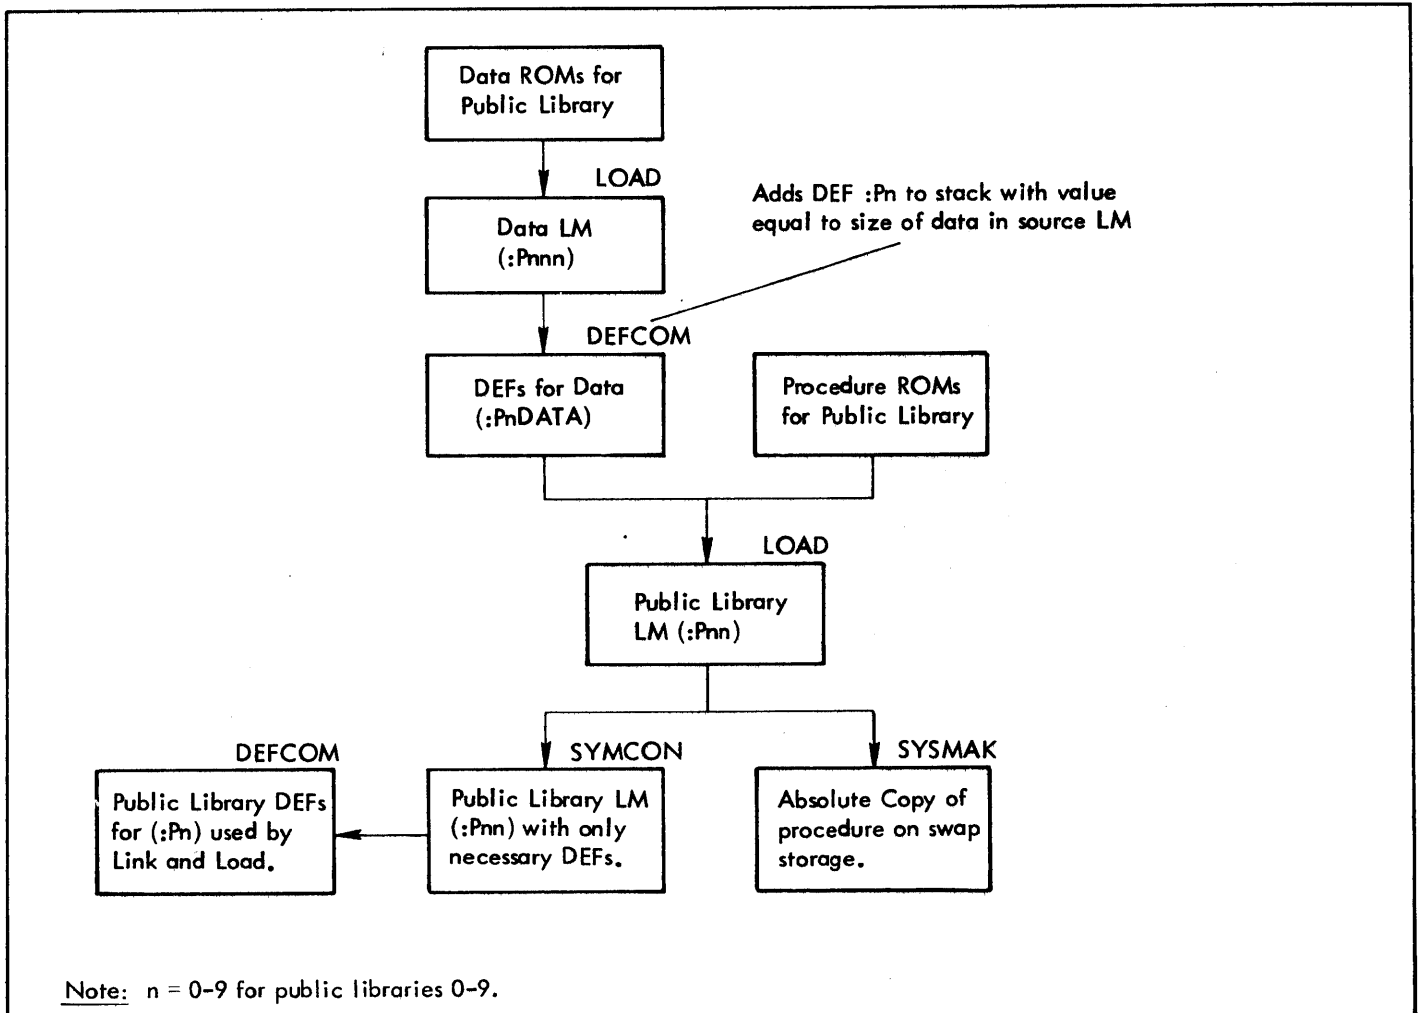 Data ROMs for
Public Library
LOAD
Data LM
(:Pnnn)
Adds DEF :Pn to stack with value
equal to size of data in source LM
DEFCOM
DEFs for Data
(:PnDATA)
Procedure ROMs
for Public Library
LOAD
Public Library
LM (:Pnn)
DEFCOM
SYMCON
SYSMAK
Public Library DEFs
for (:Pn) used by
Link and Load.
Public Library LM
(:Pnn) with only
necessary DEFs.
Absolute Copy of
procedure on swap
storage.
Note: n = 0-9 for public libraries 0-9.